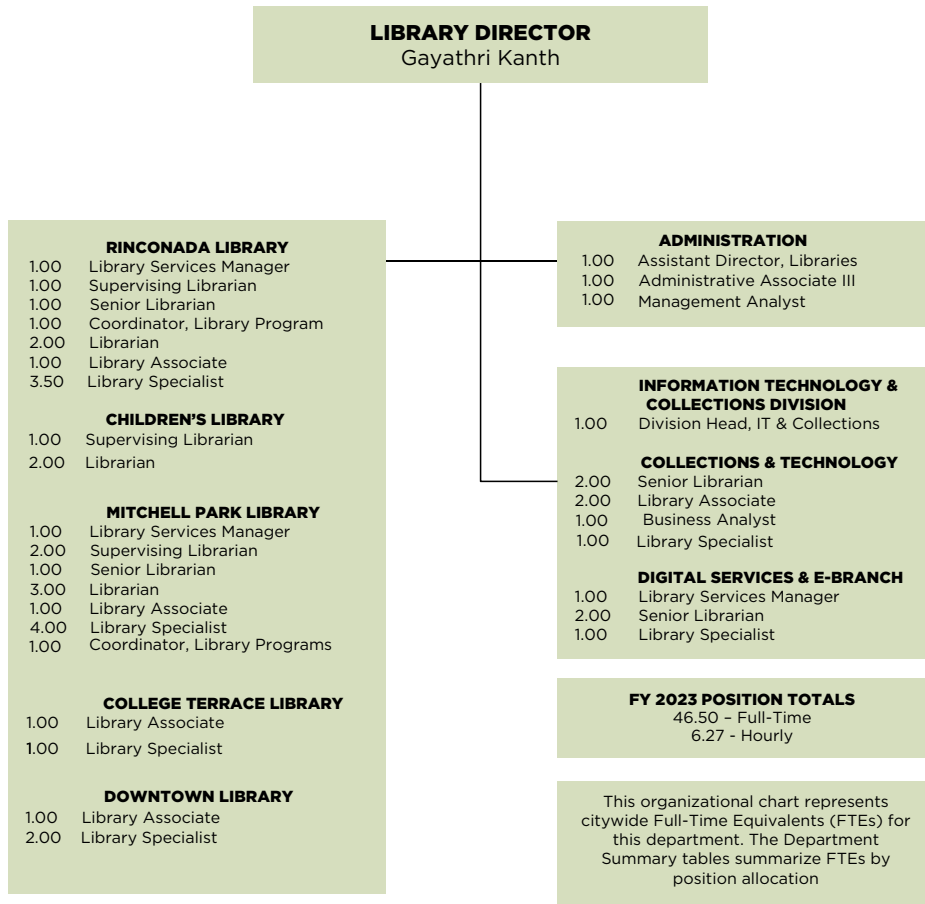 LIBRARY DIRECTOR
Gayathri Kanth
RINCONADA LIBRARY
1.00 Library Services Manager
1.00 Supervising Librarian
1.00 Senior Librarian
1.00 Coordinator, Library Program
2.00 Librarian
1.00 Library Associate
3.50 Library Specialist
CHILDREN’S LIBRARY
1.00 Supervising Librarian
2.00 Librarian
MITCHELL PARK LIBRARY
1.00 Library Services Manager
2.00 Supervising Librarian
1.00 Senior Librarian
3.00 Librarian
1.00 Library Associate
4.00 Library Specialist
1.00 Coordinator, Library Programs
COLLEGE TERRACE LIBRARY
1.00 Library Associate
1.00 Library Specialist
DOWNTOWN LIBRARY
1.00 Library Associate
2.00 Library Specialist
ADMINISTRATION
1.00 Assistant Director, Libraries
1.00 Administrative Associate III
1.00 Management Analyst
INFORMATION TECHNOLOGY &
COLLECTIONS DIVISION
1.00 Division Head, IT & Collections
COLLECTIONS & TECHNOLOGY
2.00 Senior Librarian
2.00 Library Associate
1.00 Business Analyst
1.00 Library Specialist
DIGITAL SERVICES & E-BRANCH
1.00 Library Services Manager
2.00 Senior Librarian
1.00 Library Specialist
FY 2023 POSITION TOTALS
46.50 – Full-Time
6.27 - Hourly
This organizational chart represents
citywide Full-Time Equivalents (FTEs) for
this department. The Department
Summary tables summarize FTEs by
position allocation